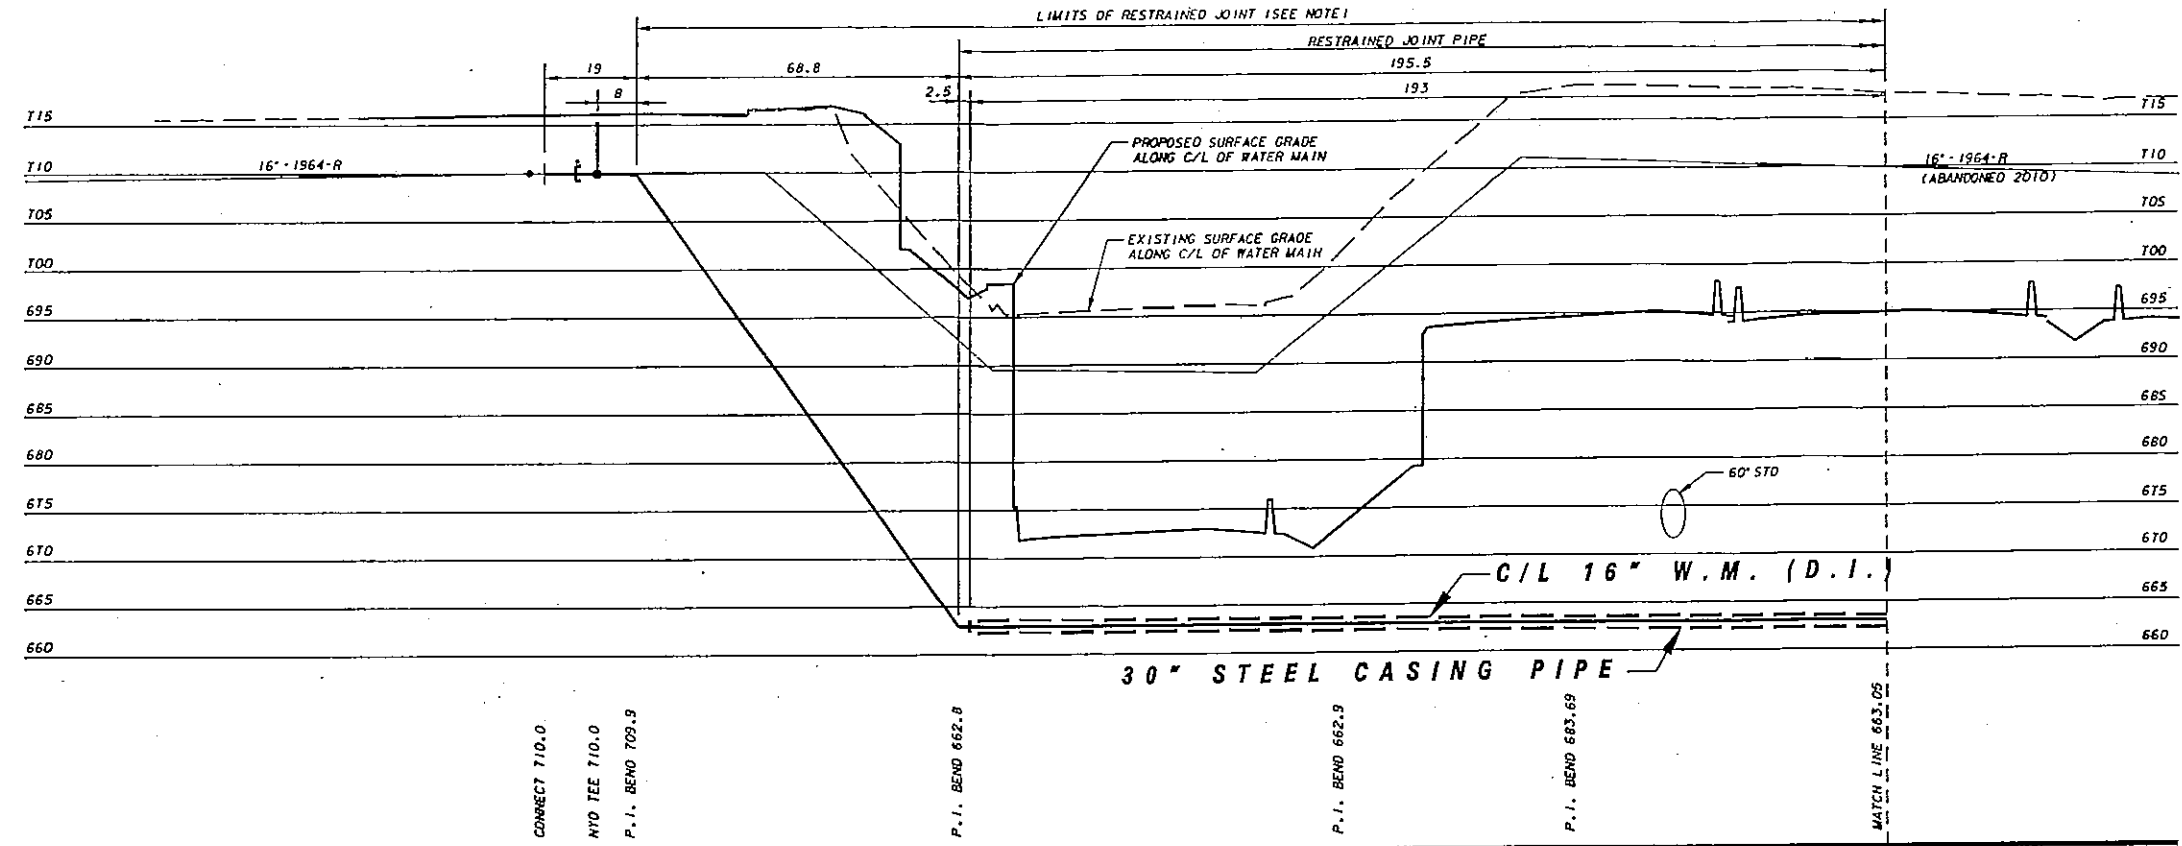 LIMITS OF RESTRAINED JOINT (SEE NOTE)
RESTRAINED JOINT PIPE
19
68.8
195.5
8
2.5
193
715
715
PROPOSED SURFACE GRADE
ALONG C/L OF WATER MAIN
710
16"-1964-R
16"-1964-R
710
(ABANDONED 2010)
705
705
EXISTING SURFACE GRADE
ALONG C/L OF WATER MAIN
700
700
695
695
690
690
685
685
680
680
60" STD
675
675
670
670
C/L 16" W.M. (D.I.)
665
665
660
660
30" STEEL CASING PIPE
CONNECT 710.0
HYD TEE 710.0
P.I. BEND 709.9
P.I. BEND 662.8
P.I. BEND 662.9
P.I. BEND 683.69
MATCH LINE 663.05